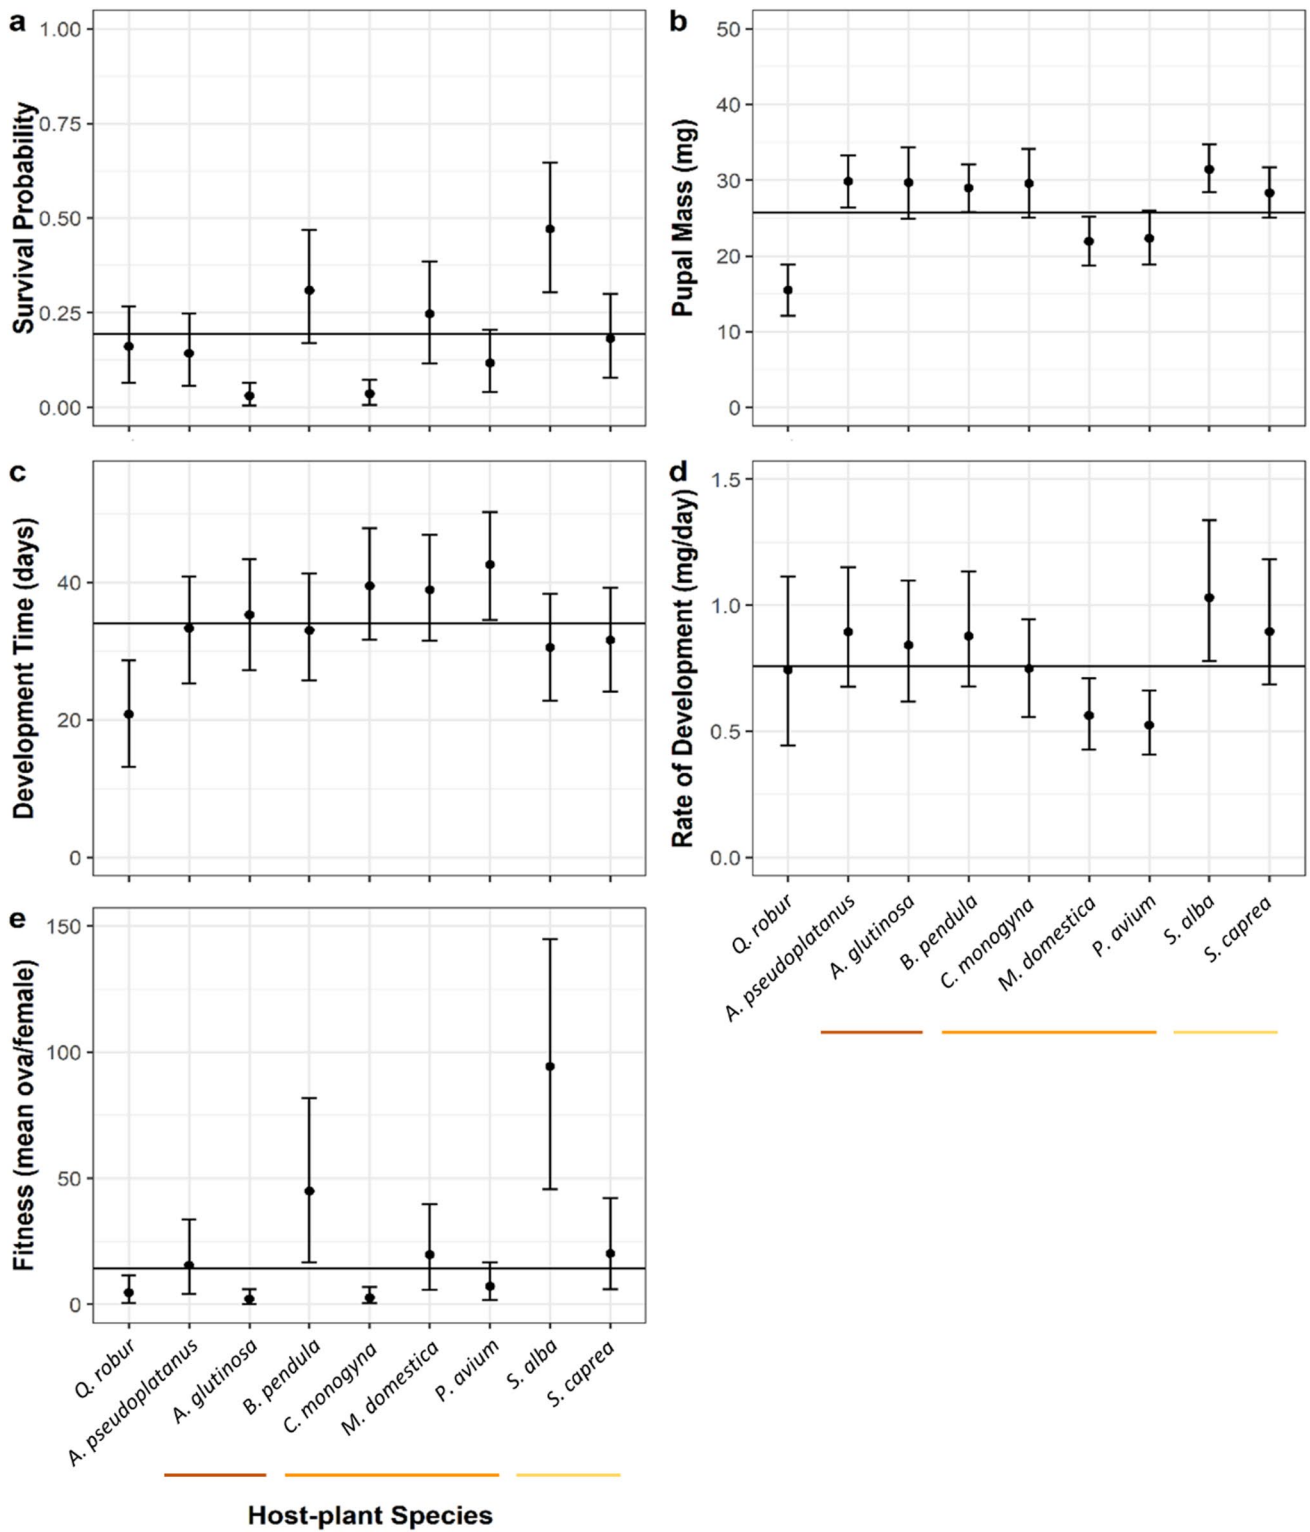 a
Survival Probability
1.00
0.75
0.50
0.25
0.00
b
Pupal Mass (mg)
50
40
30
20
10
0
c
Development Time (days)
40
20
0
d
Rate of Development (mg/day)
1.5
1.0
0.5
0.0
Q. robur
A. pseudoplatanus
A. glutinosa
B. pendula
C. monogyna
M. domestica
P. avium
S. alba
S. caprea
e
Fitness (mean ova/female)
150
100
50
0
Q. robur
A. pseudoplatanus
A. glutinosa
B. pendula
C. monogyna
M. domestica
P. avium
S. alba
S. caprea
Host-plant Species